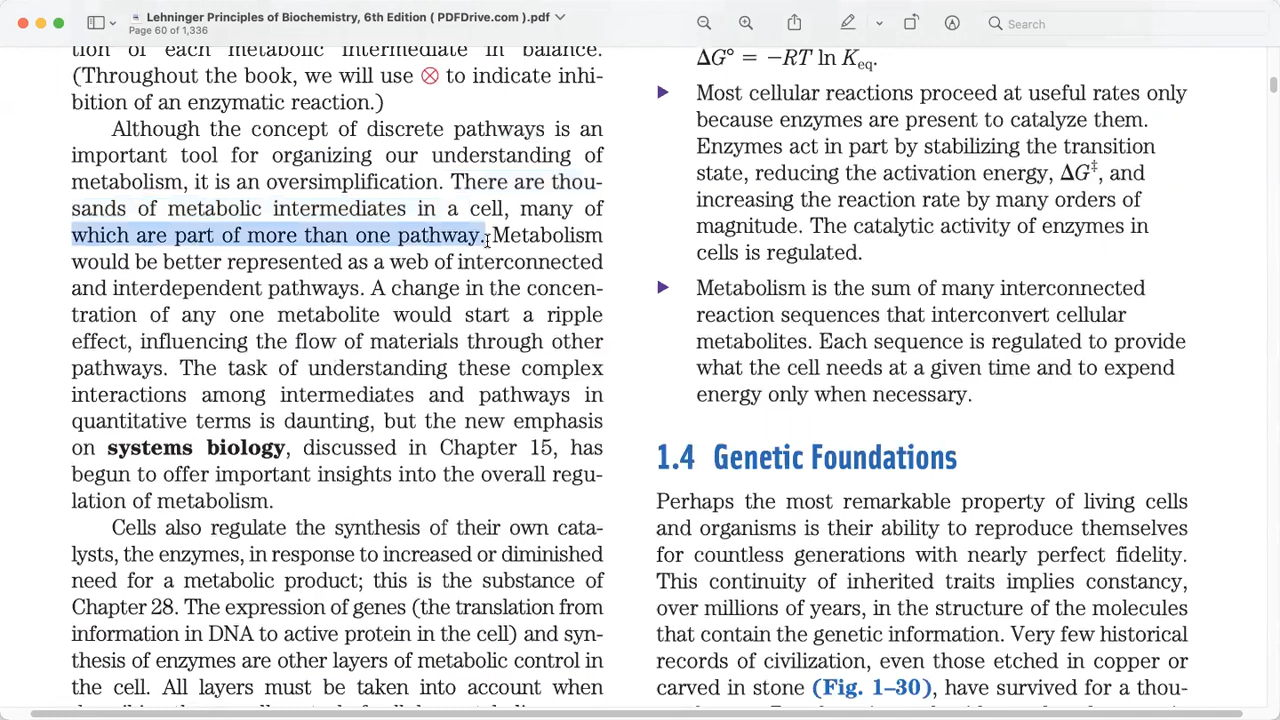 Lehninger Principles of Biochemistry, 6th Edition ( PDFDrive.com ).pdf
Page 60 of 1,336
Search
tion of each metabolic intermediate in balance.
(Throughout the book, we will use ⊗ to indicate inhi-
bition of an enzymatic reaction.)
Although the concept of discrete pathways is an
important tool for organizing our understanding of
metabolism, it is an oversimplification. There are thou-
sands of metabolic intermediates in a cell, many of
which are part of more than one pathway. Metabolism
would be better represented as a web of interconnected
and interdependent pathways. A change in the concen-
tration of any one metabolite would start a ripple
effect, influencing the flow of materials through other
pathways. The task of understanding these complex
interactions among intermediates and pathways in
quantitative terms is daunting, but the new emphasis
on systems biology, discussed in Chapter 15, has
begun to offer important insights into the overall regu-
lation of metabolism.
Cells also regulate the synthesis of their own cata-
lysts, the enzymes, in response to increased or diminished
need for a metabolic product; this is the substance of
Chapter 28. The expression of genes (the translation from
information in DNA to active protein in the cell) and syn-
thesis of enzymes are other layers of metabolic control in
the cell. All layers must be taken into account when
ΔG° = −RT ln Keq.
Most cellular reactions proceed at useful rates only
because enzymes are present to catalyze them.
Enzymes act in part by stabilizing the transition
state, reducing the activation energy, ΔG‡, and
increasing the reaction rate by many orders of
magnitude. The catalytic activity of enzymes in
cells is regulated.
Metabolism is the sum of many interconnected
reaction sequences that interconvert cellular
metabolites. Each sequence is regulated to provide
what the cell needs at a given time and to expend
energy only when necessary.
1.4 Genetic Foundations
Perhaps the most remarkable property of living cells
and organisms is their ability to reproduce themselves
for countless generations with nearly perfect fidelity.
This continuity of inherited traits implies constancy,
over millions of years, in the structure of the molecules
that contain the genetic information. Very few historical
records of civilization, even those etched in copper or
carved in stone (Fig. 1–30), have survived for a thou-